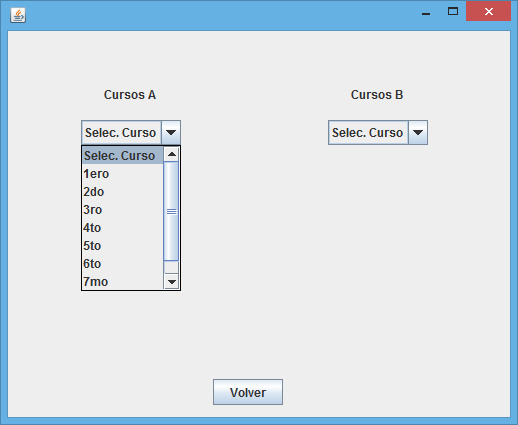 Cursos A
Cursos B
Selec. Curso
Selec. Curso
Selec. Curso
1ero
2do
3ro
4to
5to
6to
7mo
Volver